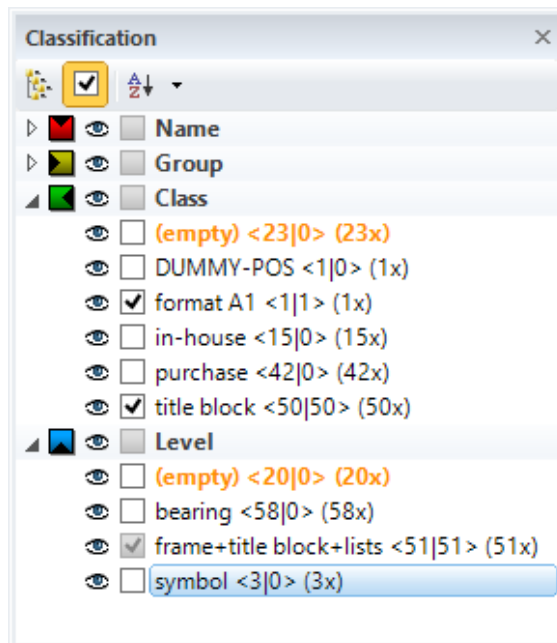 Classification
A
Z
Name
Group
Class
(empty) <23|0> (23x)
DUMMY-POS <1|0> (1x)
format A1 <1|1> (1x)
in-house <15|0> (15x)
purchase <42|0> (42x)
title block <50|50> (50x)
Level
(empty) <20|0> (20x)
bearing <58|0> (58x)
frame+title block+lists <51|51> (51x)
symbol <3|0> (3x)